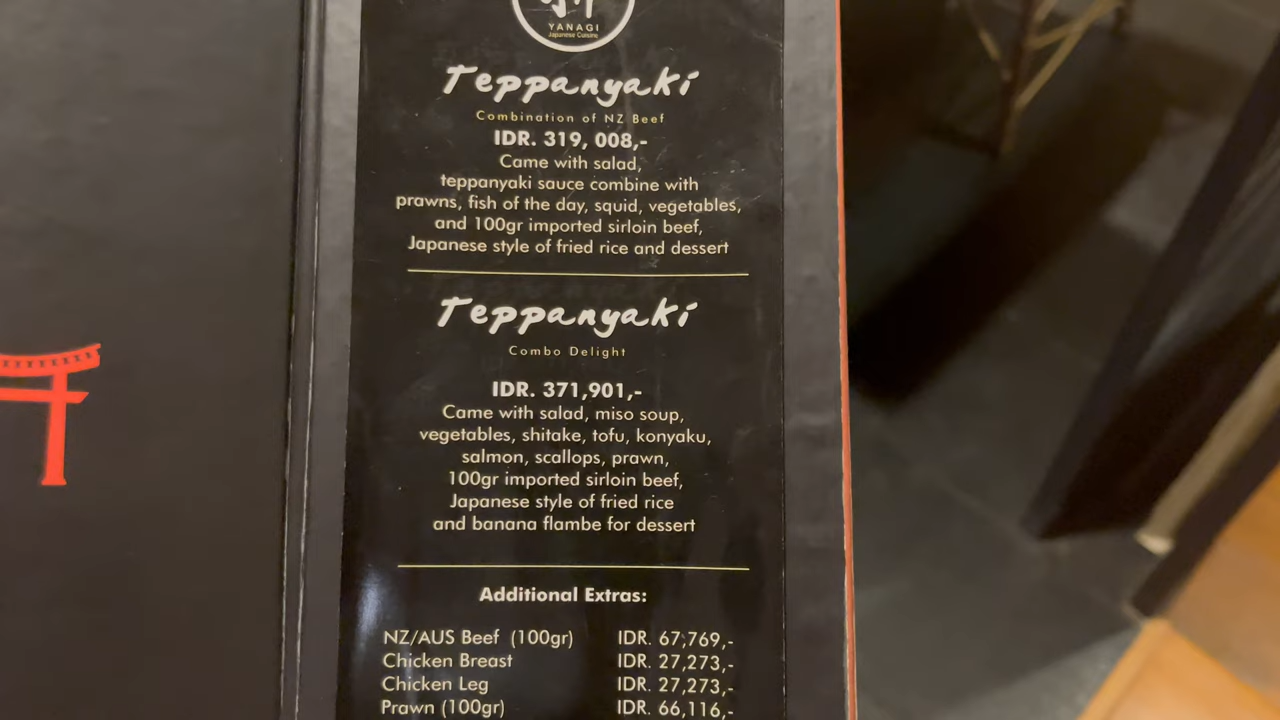 YANAGI
Japanese Cuisine
Teppanyaki
Combination of NZ Beef
IDR. 319, 008,-
Came with salad,
teppanyaki sauce combine with
prawns, fish of the day, squid, vegetables,
and 100gr imported sirloin beef,
Japanese style of fried rice and dessert
Teppanyaki
Combo Delight
IDR. 371,901,-
Came with salad, miso soup,
vegetables, shitake, tofu, konyaku,
salmon, scallops, prawn,
100gr imported sirloin beef,
Japanese style of fried rice
and banana flambe for dessert
Additional Extras:
NZ/AUS Beef (100gr) IDR. 67,769,-
Chicken Breast IDR. 27,273,-
Chicken Leg IDR. 27,273,-
Prawn (100gr) IDR. 66,116,-